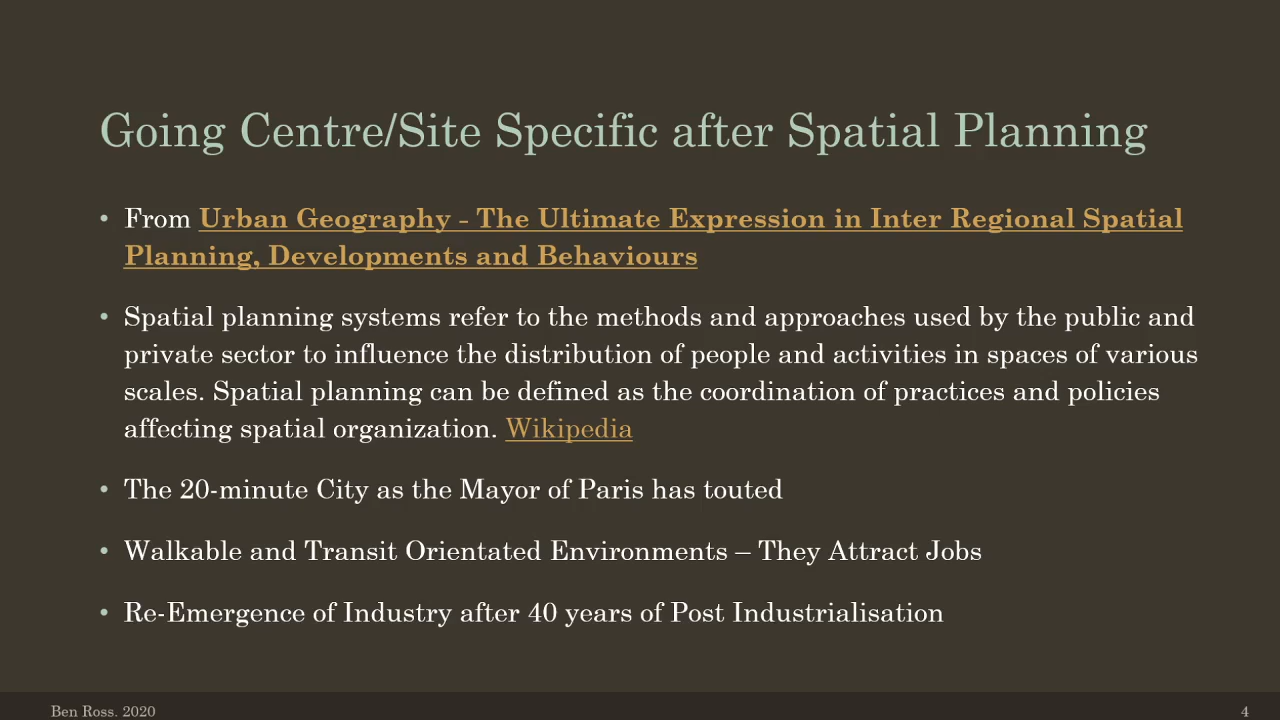 Going Centre/Site Specific after Spatial Planning
• From Urban Geography - The Ultimate Expression in Inter Regional Spatial
Planning, Developments and Behaviours
• Spatial planning systems refer to the methods and approaches used by the public and
private sector to influence the distribution of people and activities in spaces of various
scales. Spatial planning can be defined as the coordination of practices and policies
affecting spatial organization. Wikipedia
• The 20-minute City as the Mayor of Paris has touted
• Walkable and Transit Orientated Environments – They Attract Jobs
• Re-Emergence of Industry after 40 years of Post Industrialisation
Ben Ross. 2020
4